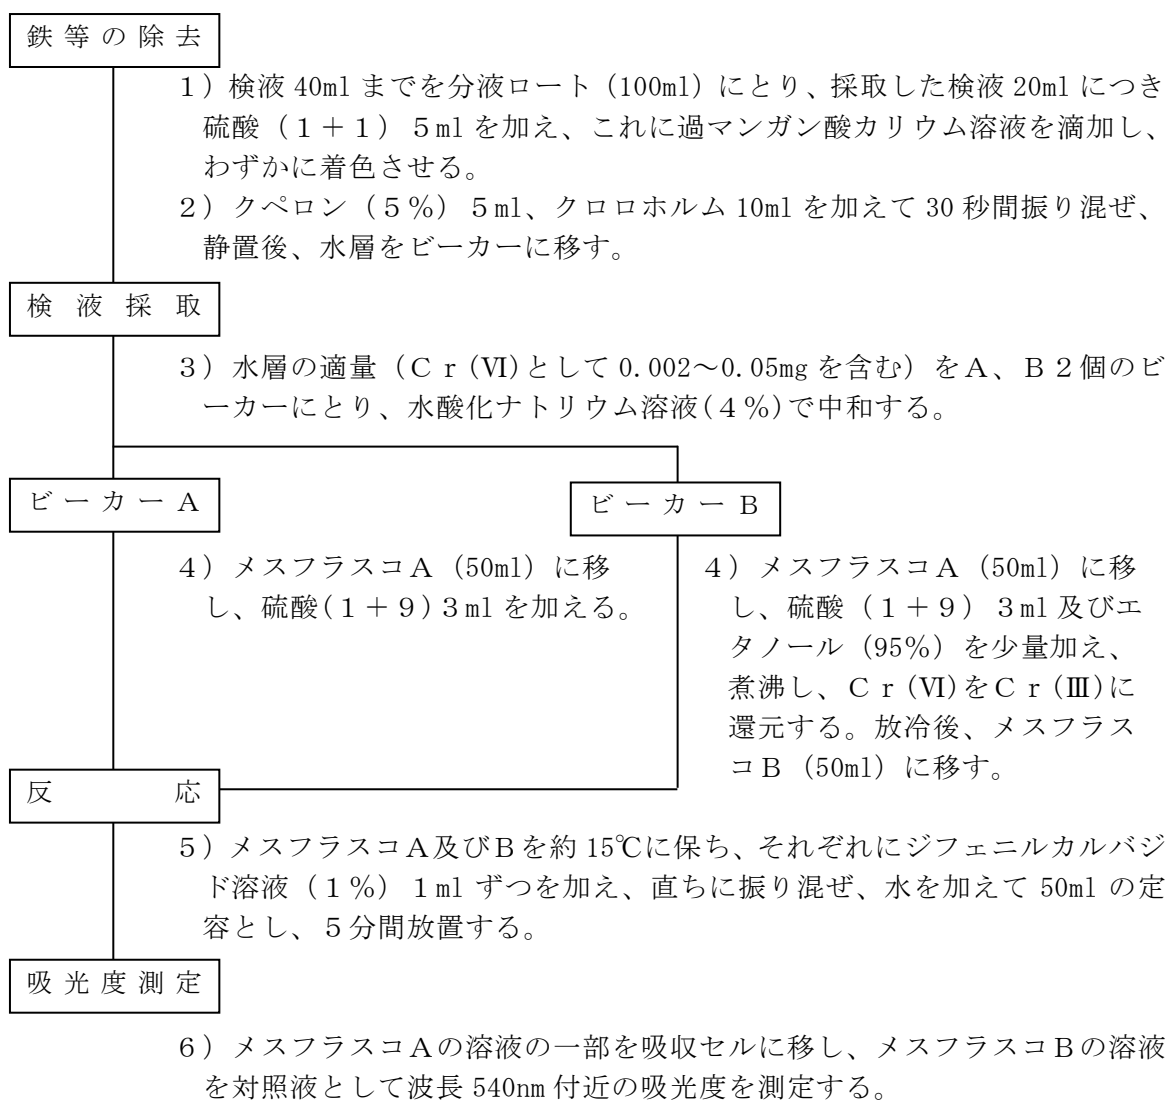 鉄等の除去
1)検液 40ml までを分液ロート(100ml)にとり、採取した検液 20ml につき
硫酸(1+1)5ml を加え、これに過マンガン酸カリウム溶液を滴加し、
わずかに着色させる。
2)クペロン(5%)5ml、クロロホルム 10ml を加えて 30 秒間振り混ぜ、
静置後、水層をビーカーに移す。
検液採取
3)水層の適量(Cr(Ⅵ)として 0.002~0.05mg を含む)をA、B2個のビ
ーカーにとり、水酸化ナトリウム溶液(4%)で中和する。
ビーカーA
ビーカーB
4)メスフラスコA(50ml)に移
し、硫酸(1+9)3ml を加える。
4)メスフラスコA(50ml)に移
し、硫酸(1+9)3ml 及びエ
タノール(95%)を少量加え、
煮沸し、Cr(Ⅵ)をCr(Ⅲ)に
還元する。放冷後、メスフラス
コB(50ml)に移す。
反応
5)メスフラスコA及びBを約 15℃に保ち、それぞれにジフェニルカルバジ
ド溶液(1%)1ml ずつを加え、直ちに振り混ぜ、水を加えて 50ml の定
容とし、5分間放置する。
吸光度測定
6)メスフラスコAの溶液の一部を吸収セルに移し、メスフラスコBの溶液
を対照液として波長 540nm 付近の吸光度を測定する。